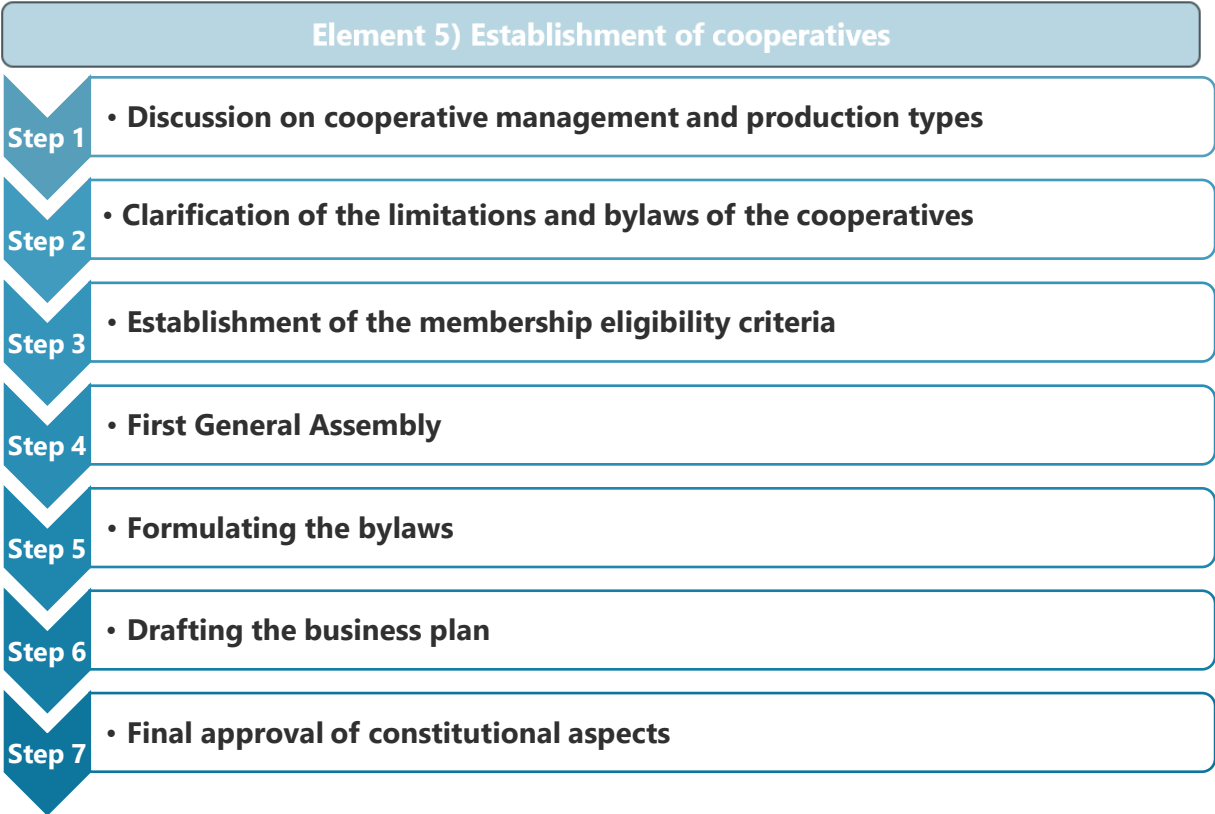 Element 5) Establishment of cooperatives
Step 1
• Discussion on cooperative management and production types
Step 2
• Clarification of the limitations and bylaws of the cooperatives
Step 3
• Establishment of the membership eligibility criteria
Step 4
• First General Assembly
Step 5
• Formulating the bylaws
Step 6
• Drafting the business plan
Step 7
• Final approval of constitutional aspects